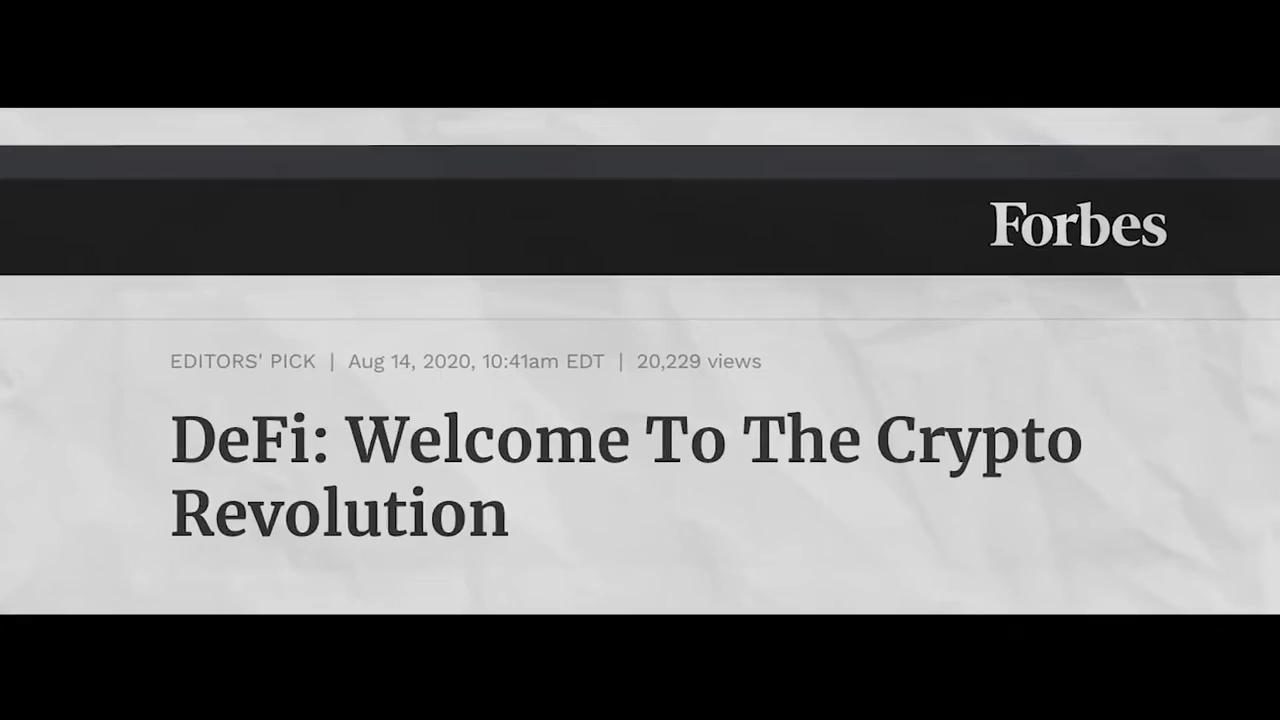 Forbes
EDITORS' PICK | Aug 14, 2020, 10:41am EDT | 20,229 views
DeFi: Welcome To The Crypto
Revolution